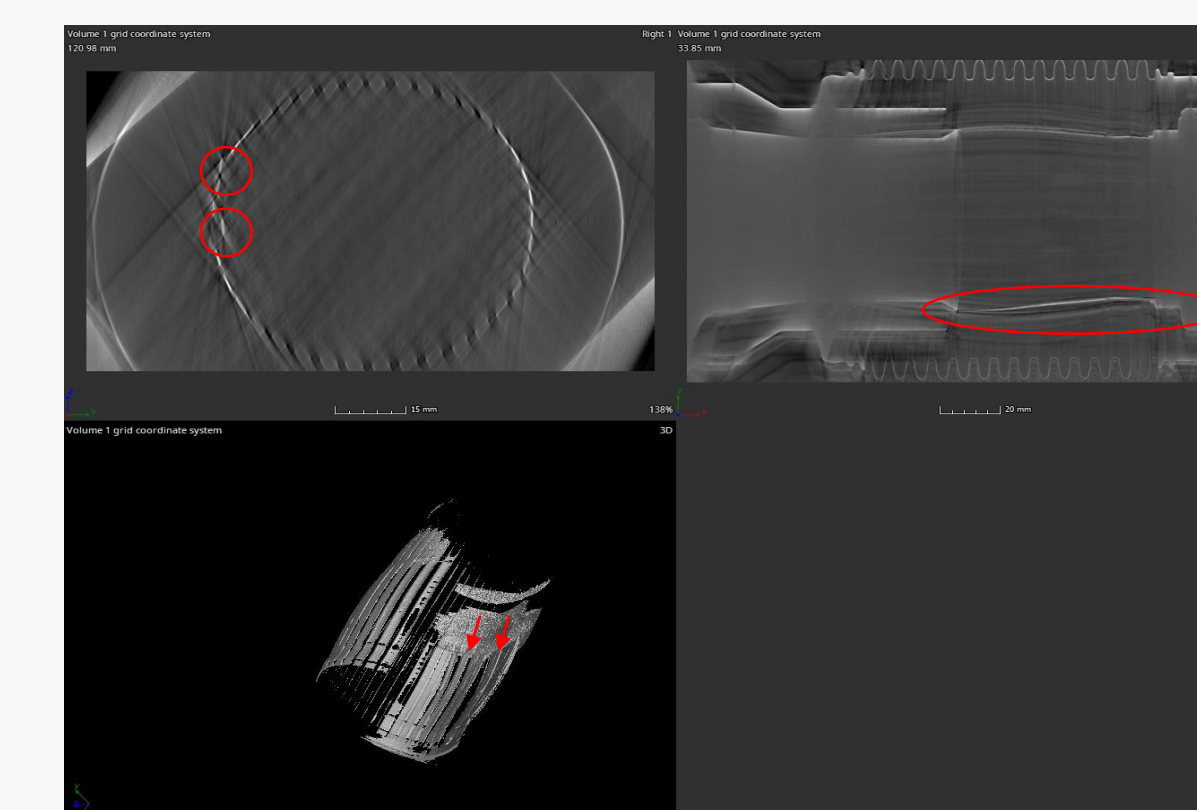 Volume 1 grid coordinate system
120.98 mm
Right 1
Volume 1 grid coordinate system
33.85 mm
15 mm
138%
20 mm
Volume 1 grid coordinate system
3D